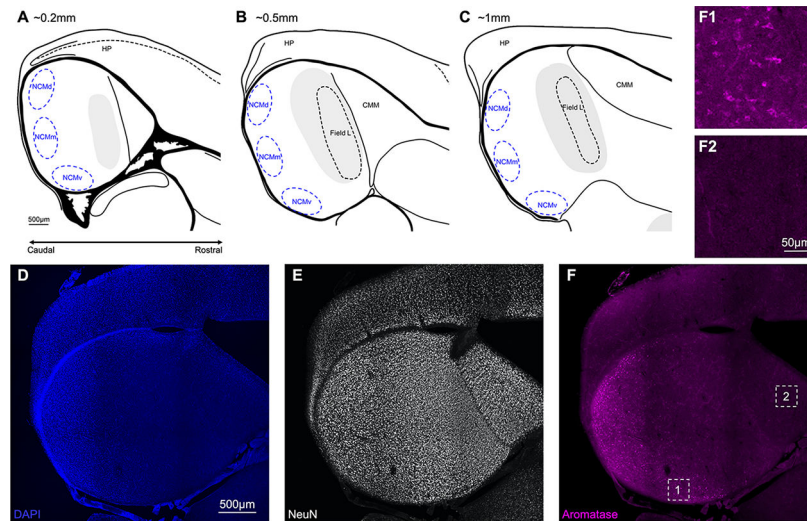 A ~0.2mm
HP
NCMd
NCMm
NCMv
500µm
Caudal Rostral
B ~0.5mm
HP
NCMd
NCMm
NCMv
Field L
CMM
C ~1mm
HP
NCMd
NCMm
NCMv
Field L
CMM
F1
F2
50µm
D
DAPI
500µm
E
NeuN
F
1
2
Aromatase